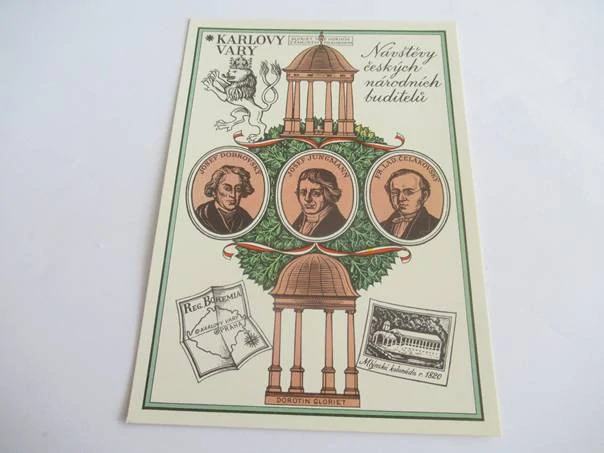 ✷ KARLOVY
VARY
Návštěvy
českých
národních
buditelů
JOSEF DOBROVSKÝ
JOSEF JUNGMANN
FR. LAD. ČELAKOVSKÝ
REG. BOHEMIA
KARLOVY VARY
PRAHA
Mlýnská kolonáda r. 1820
DOROTIN GLORIET